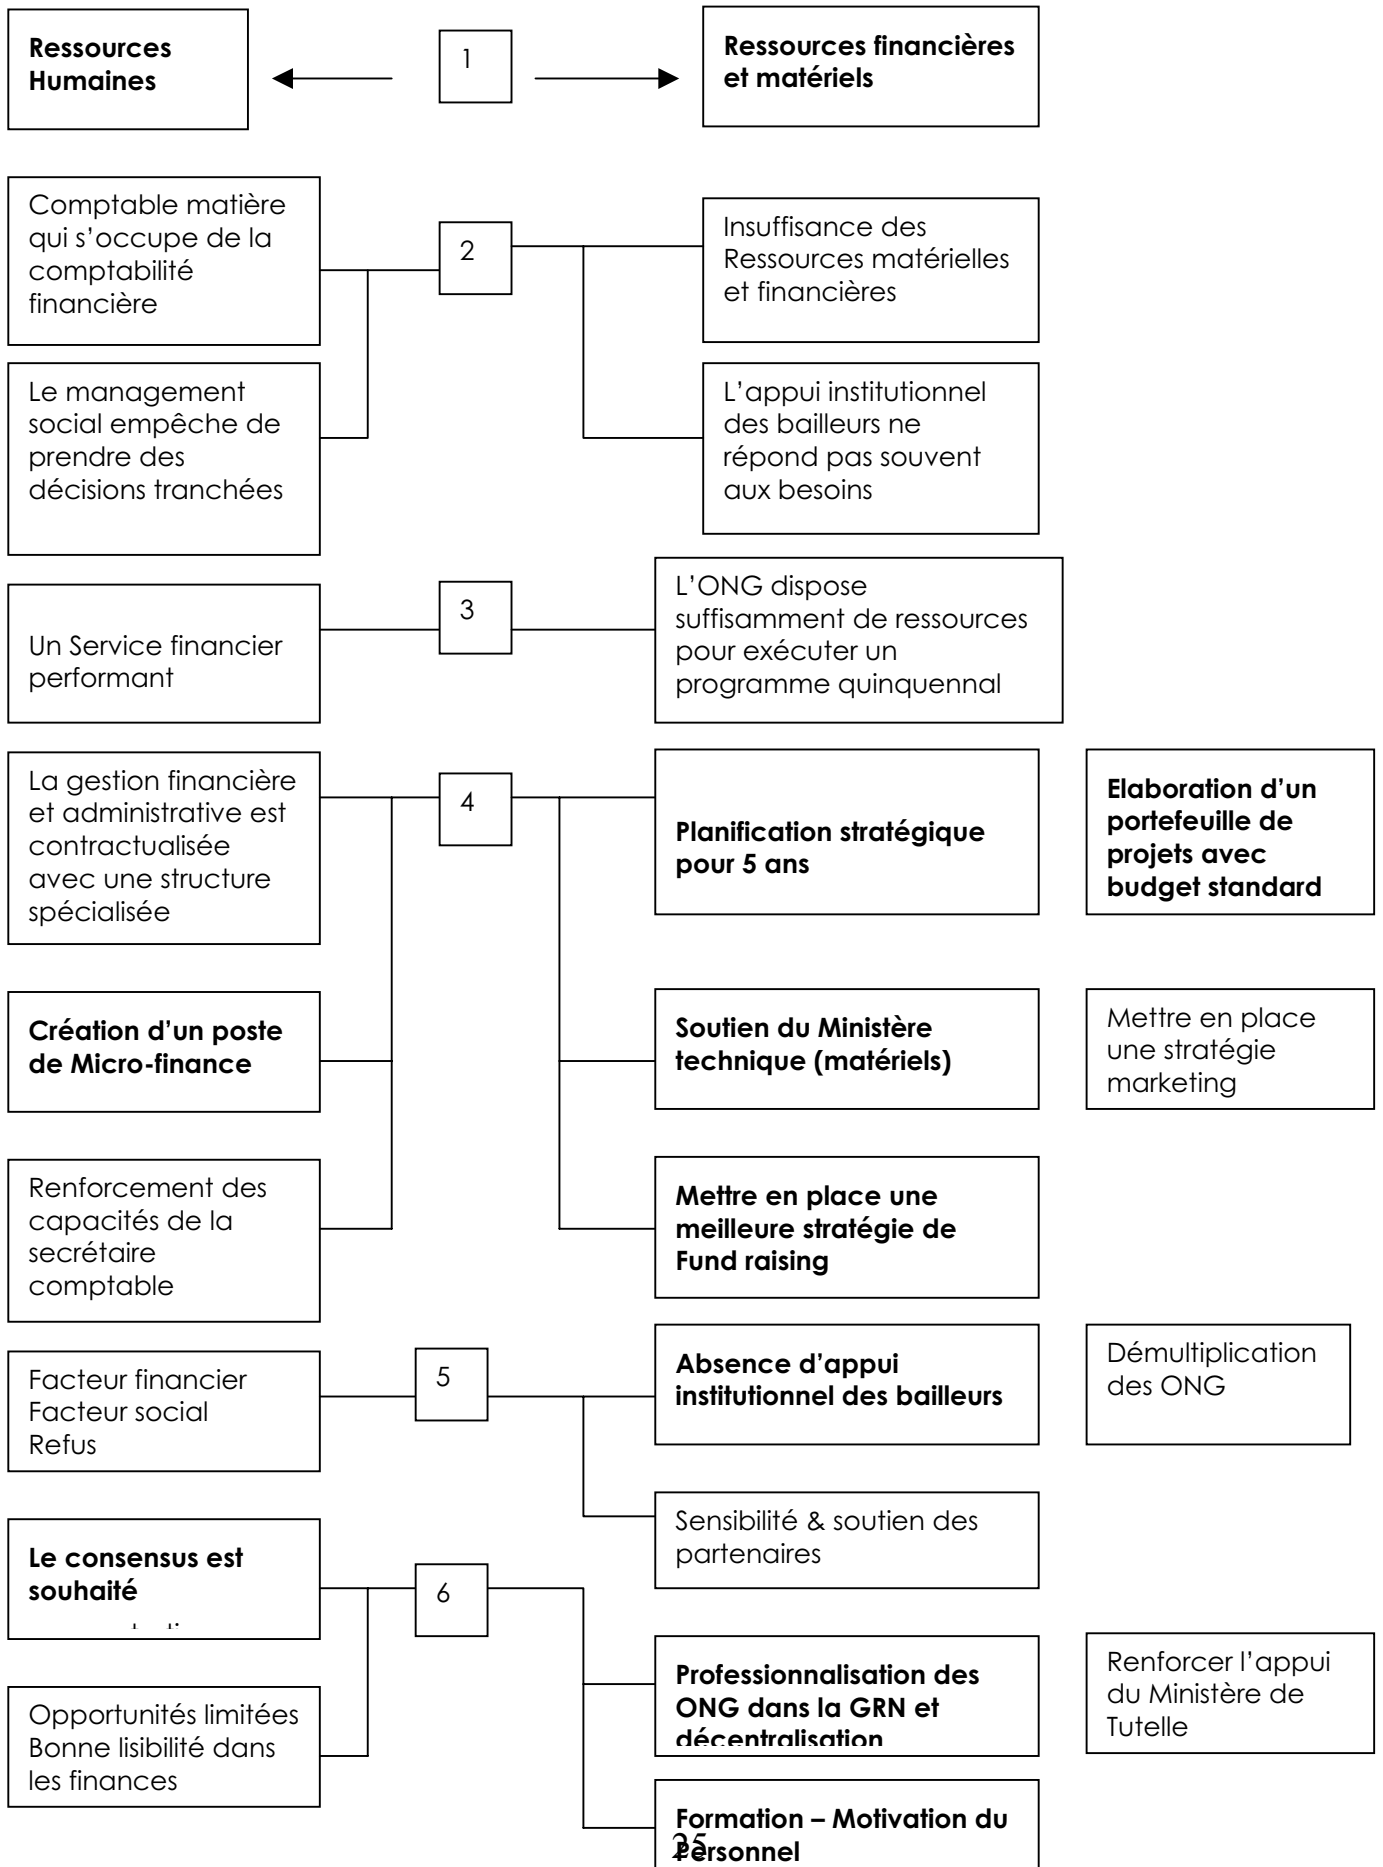 Ressources
Humaines
1
Ressources financières
et matériels
Comptable matière
qui s’occupe de la
comptabilité
financière
2
Insuffisance des
Ressources matérielles
et financières
Le management
social empêche de
prendre des
décisions tranchées
L’appui institutionnel
des bailleurs ne
répond pas souvent
aux besoins
Un Service financier
performant
3
L’ONG dispose
suffisamment de ressources
pour exécuter un
programme quinquennal
La gestion financière
et administrative est
contractualisée
avec une structure
spécialisée
4
Planification stratégique
pour 5 ans
Elaboration d’un
portefeuille de
projets avec
budget standard
Création d’un poste
de Micro-finance
Soutien du Ministère
technique (matériels)
Mettre en place
une stratégie
marketing
Renforcement des
capacités de la
secrétaire
comptable
Mettre en place une
meilleure stratégie de
Fund raising
Facteur financier
Facteur social
Refus
5
Absence d’appui
institutionnel des bailleurs
Démultiplication
des ONG
Sensibilité & soutien des
partenaires
Le consensus est
souhaité
6
Opportunités limitées
Bonne lisibilité dans
les finances
Professionnalisation des
ONG dans la GRN et
décentralisation
Renforcer l’appui
du Ministère de
Tutelle
Formation – Motivation du
Personnel
25